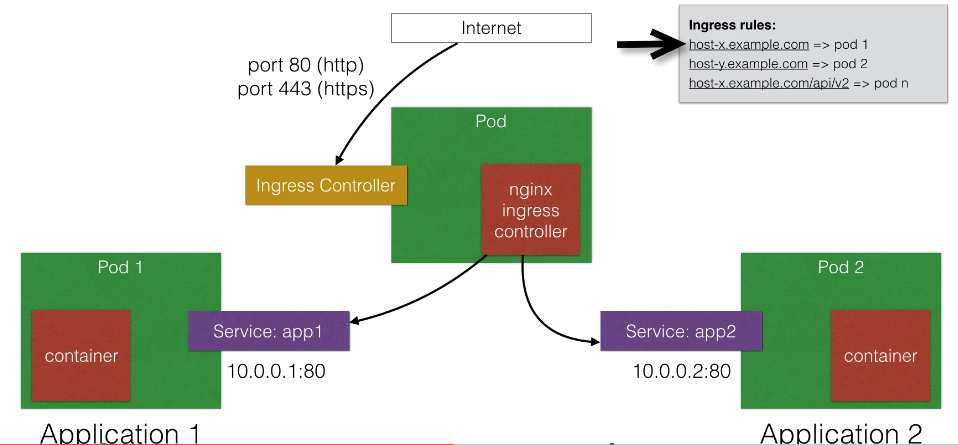 Internet
Ingress rules:
host-x.example.com => pod 1
host-y.example.com => pod 2
host-x.example.com/api/v2 => pod n
port 80 (http)
port 443 (https)
Pod
Ingress Controller
nginx
ingress
controller
Pod 1
container
Service: app1
10.0.0.1:80
Application 1
Pod 2
Service: app2
container
10.0.0.2:80
Application 2